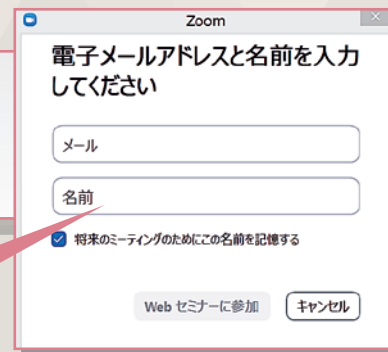 Zoom
電子メールアドレスと名前を入力
してください
メール
名前
将来のミーティングのためにこの名前を記憶する
Web セミナーに参加
キャンセル